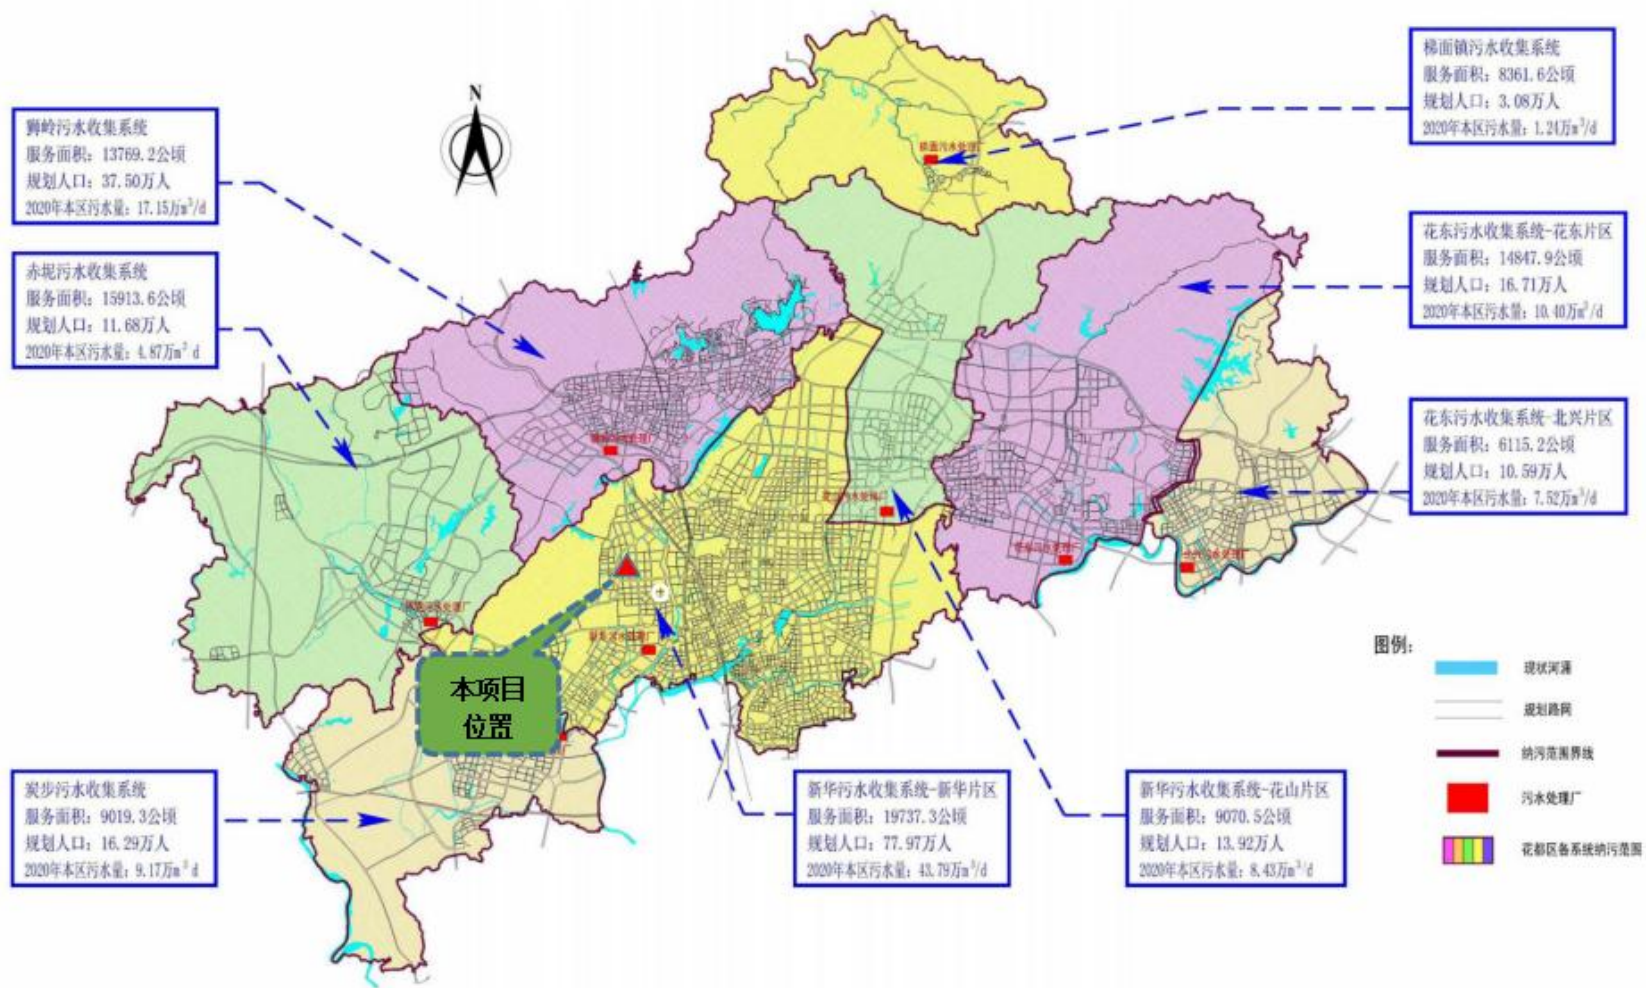 N
梯面镇污水收集系统
服务面积：8361.6公顷
规划人口：3.08万人
2020年本区污水量：1.24万m³/d
狮岭污水收集系统
服务面积：13769.2公顷
规划人口：37.50万人
2020年本区污水量：17.15万m³/d
花东污水收集系统-花东片区
服务面积：14847.9公顷
规划人口：16.71万人
2020年本区污水量：10.40万m³/d
赤坭污水收集系统
服务面积：15913.6公顷
规划人口：11.68万人
2020年本区污水量：4.87万m³ d
花东污水收集系统-北兴片区
服务面积：6115.2公顷
规划人口：10.59万人
2020年本区污水量：7.52万m³/d
本项目
位置
图例：
现状河涌
规划路网
纳污范围界线
污水处理厂
花都区各系统纳污范围
炭步污水收集系统
服务面积：9019.3公顷
规划人口：16.29万人
2020年本区污水量：9.17万m³ d
新华污水收集系统-新华片区
服务面积：19737.3公顷
规划人口：77.97万人
2020年本区污水量：43.79万m³/d
新华污水收集系统-花山片区
服务面积：9070.5公顷
规划人口：13.92万人
2020年本区污水量：8.43万m³/d